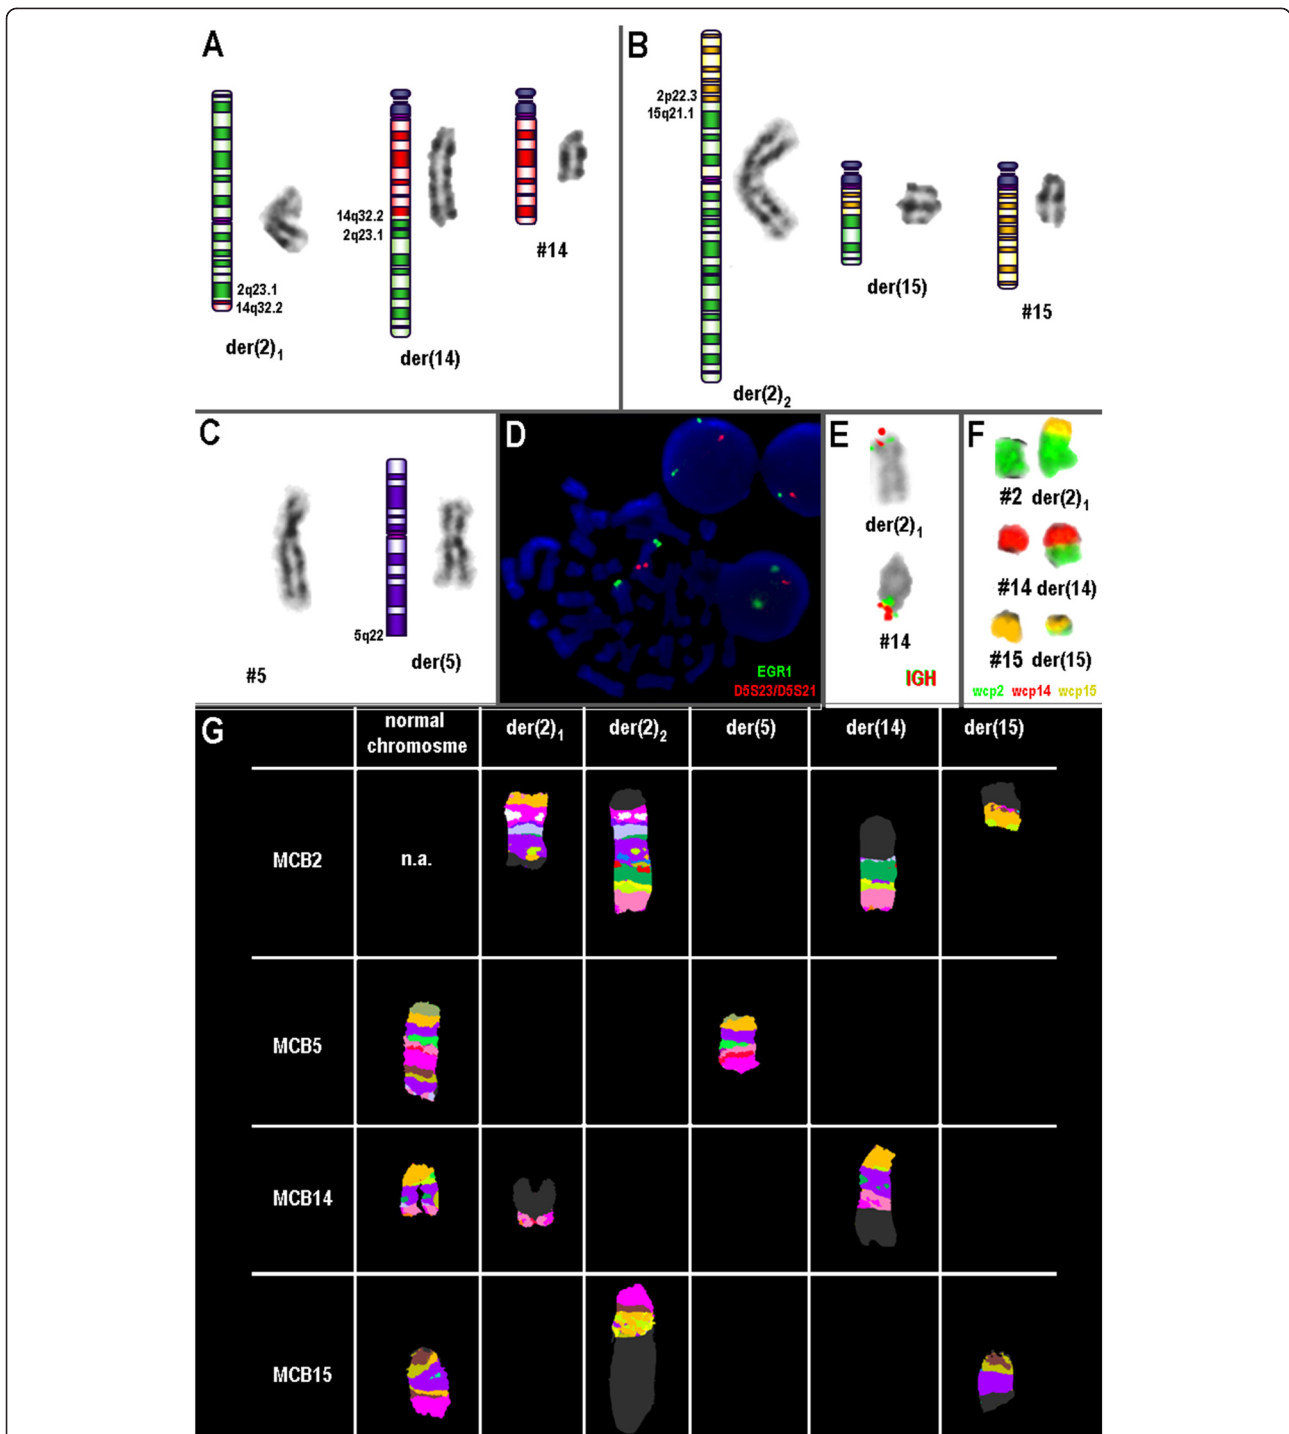 A
14q32.2
2q23.1
#14
2q23.1
14q32.2
der(2)1
der(14)
B
2p22.3
15q21.1
der(15)
#15
der(2)2
C
5q22
#5
der(5)
D
EGR1
D5S23/D5S21
E
der(2)1
#14
IGH
F
#2 der(2)1
#14 der(14)
#15 der(15)
wcp2 wcp14 wcp15
G
normal chromosme
der(2)1
der(2)2
der(5)
der(14)
der(15)
MCB2
n.a.
MCB5
MCB14
MCB15